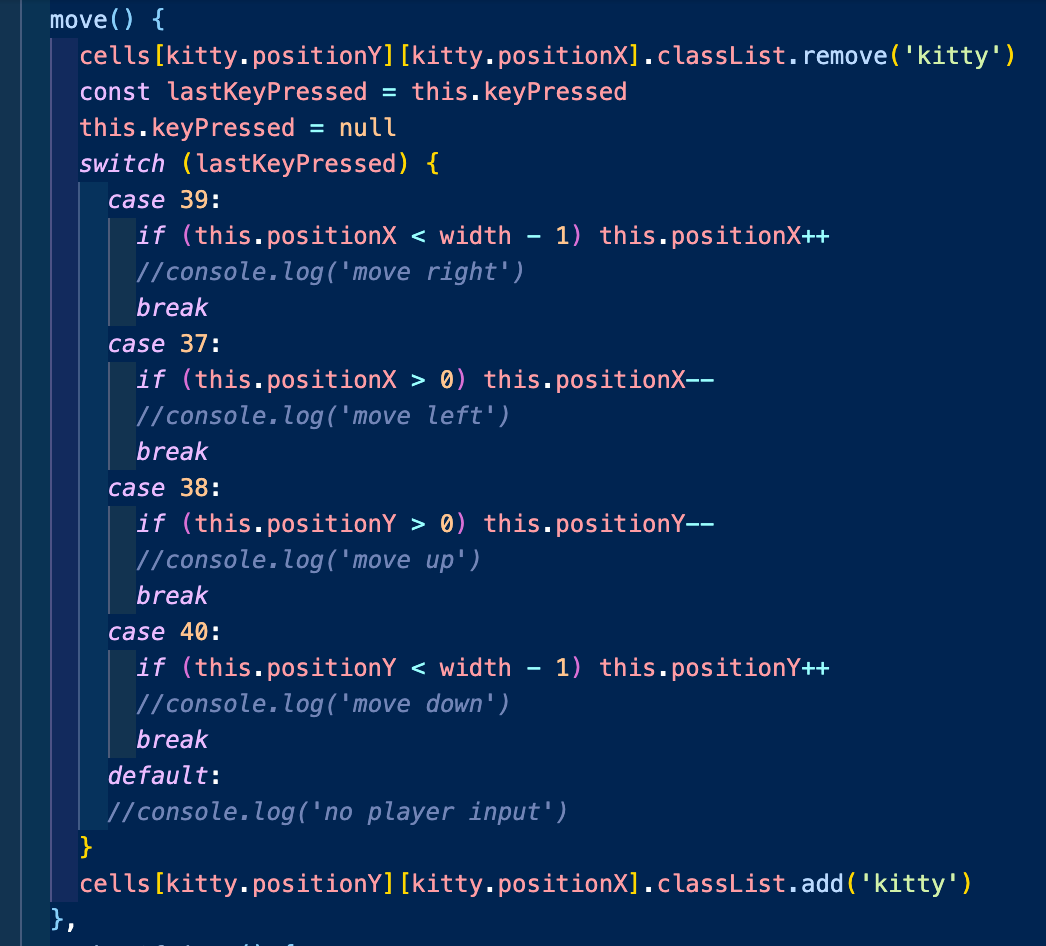 move() {
cells[kitty.positionY][kitty.positionX].classList.remove('kitty')
const lastKeyPressed = this.keyPressed
this.keyPressed = null
switch (lastKeyPressed) {
case 39:
if (this.positionX < width - 1) this.positionX++
//console.log('move right')
break
case 37:
if (this.positionX > 0) this.positionX--
//console.log('move left')
break
case 38:
if (this.positionY > 0) this.positionY--
//console.log('move up')
break
case 40:
if (this.positionY < width - 1) this.positionY++
//console.log('move down')
break
default:
//console.log('no player input')
}
cells[kitty.positionY][kitty.positionX].classList.add('kitty')
},